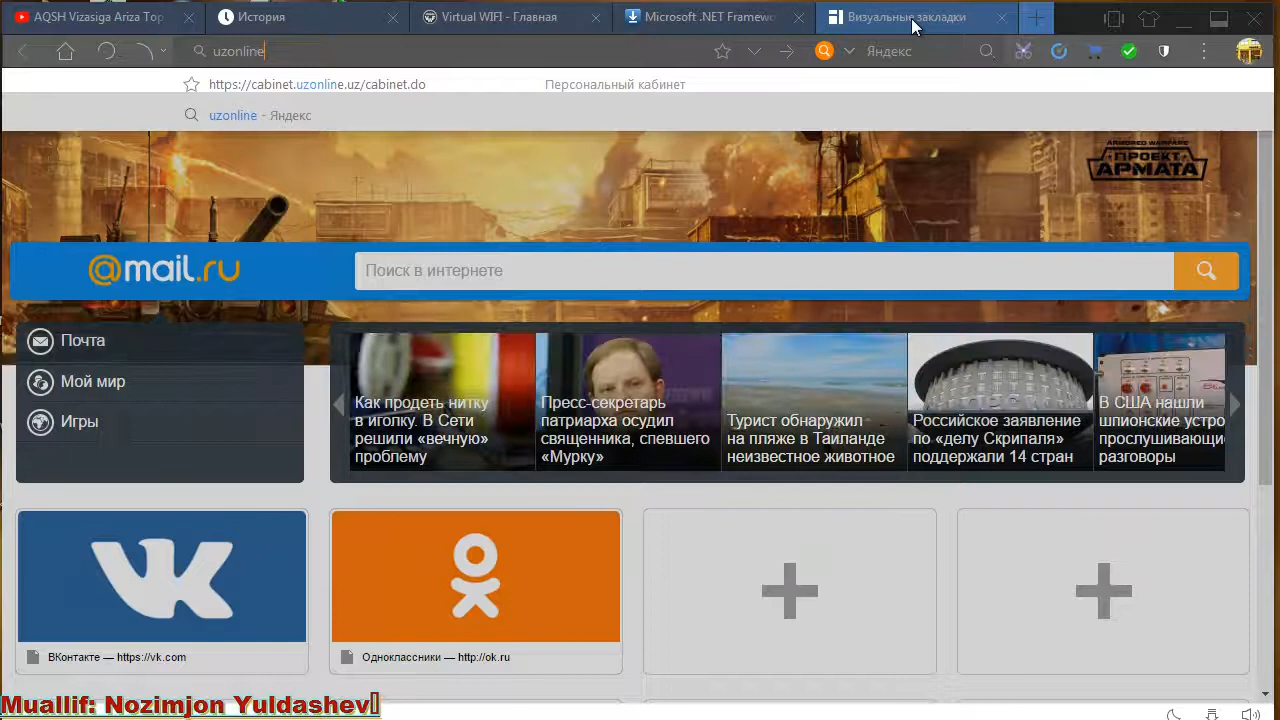 AQSH Vizasiga Ariza Top
История
Virtual WIFI - Главная
Microsoft .NET Framewo
Визуальные закладки
uzonline
Яндекс
https://cabinet.uzonline.uz/cabinet.do
Персональный кабинет
uzonline - Яндекс
ARMORED WARFARE
ПРОЕКТ
АРМАТА
@mail.ru
Поиск в интернете
Почта
Мой мир
Игры
Как продеть нитку
в иголку. В Сети
решили «вечную»
проблему
Пресс-секретарь
патриарха осудил
священника, спевшего
«Мурку»
Турист обнаружил
на пляже в Таиланде
неизвестное животное
Российское заявление
по «делу Скрипаля»
поддержали 14 стран
В США нашли
шпионские устро
прослушивающи
разговоры
ВКонтакте — https://vk.com
Одноклассники — http://ok.ru
Muallif: Nozimjon Yuldashev